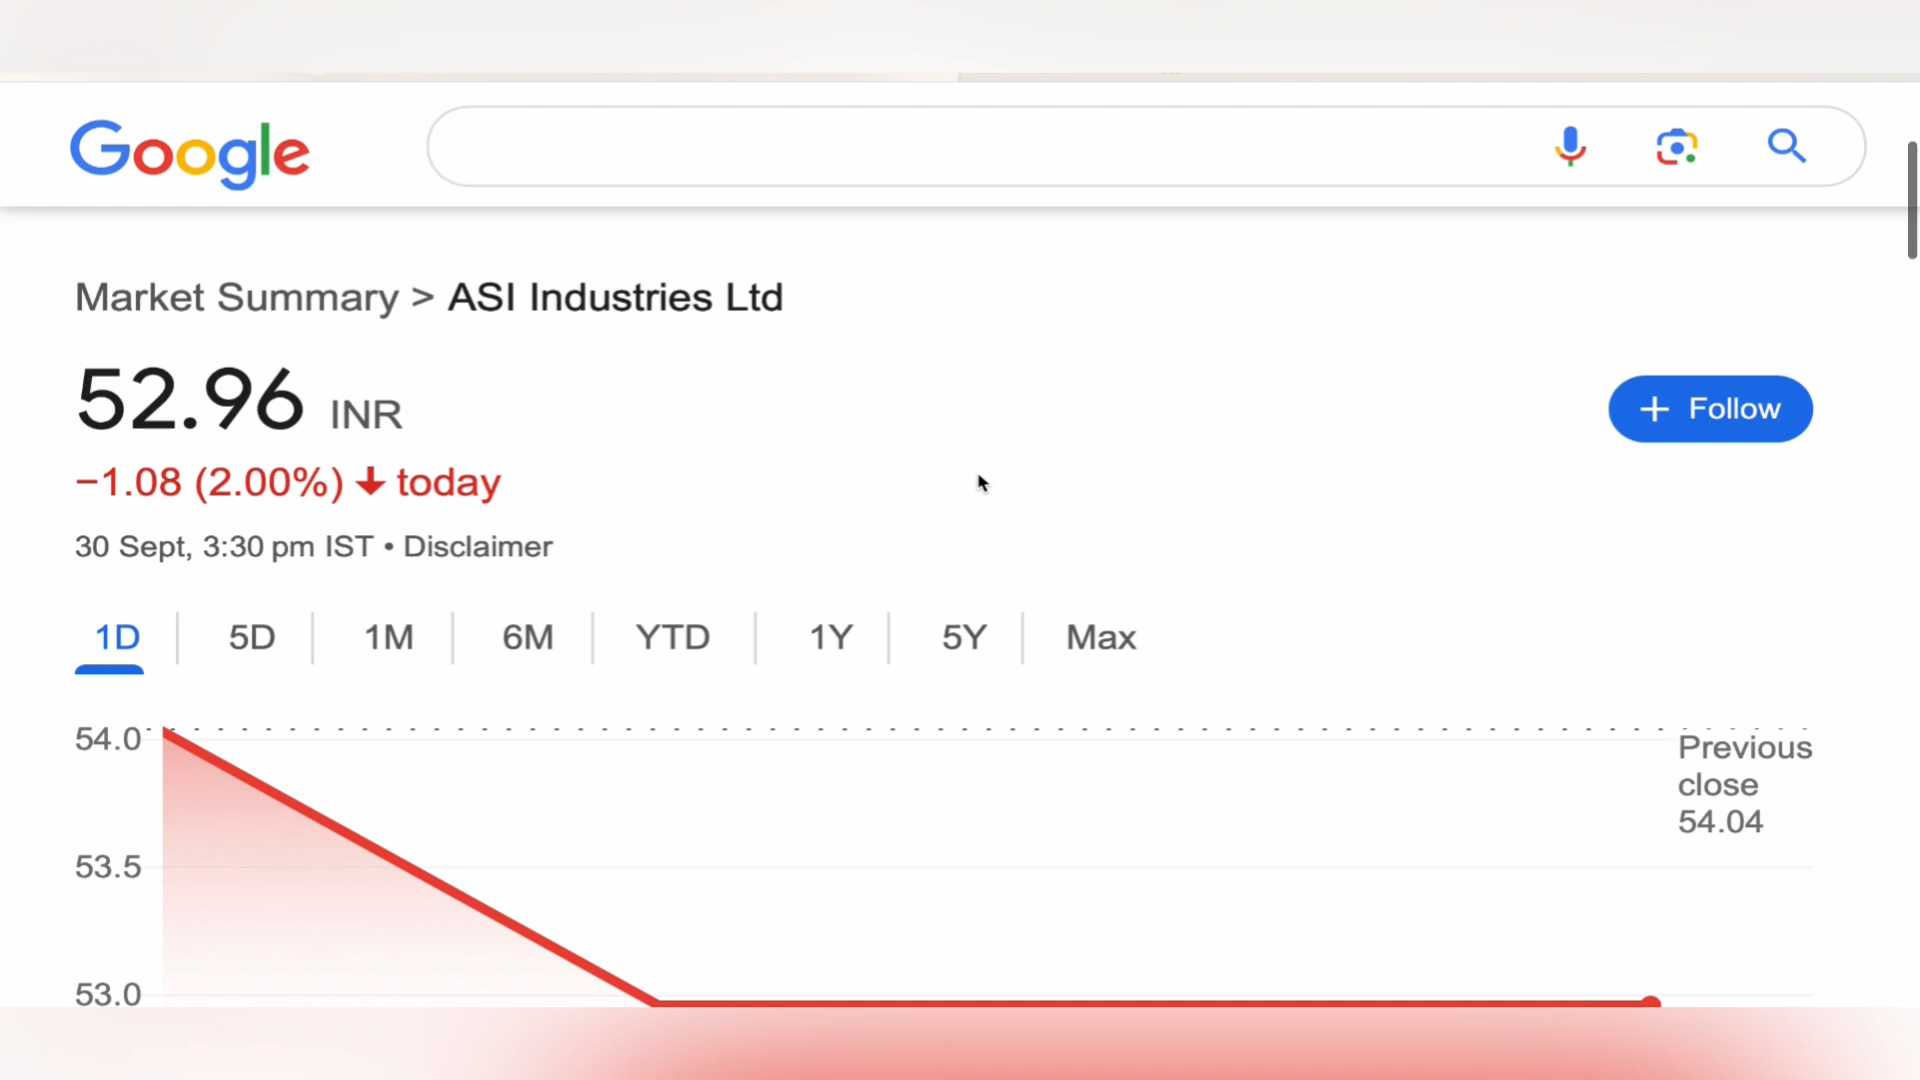 Google
Market Summary > ASI Industries Ltd
52.96 INR
+ Follow
−1.08 (2.00%) ↓ today
30 Sept, 3:30 pm IST • Disclaimer
1D 5D 1M 6M YTD 1Y 5Y Max
54.0
Previous
close
54.04
53.5
53.0